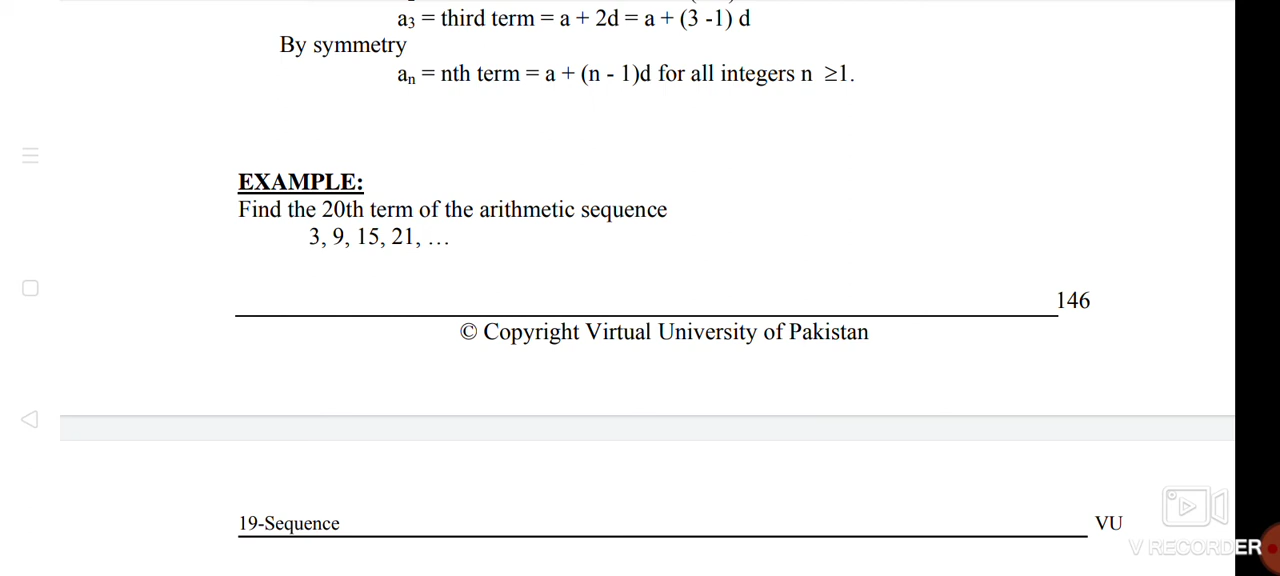 a3 = third term = a + 2d = a + (3 -1) d
By symmetry
an = nth term = a + (n - 1)d for all integers n ≥1.
EXAMPLE:
Find the 20th term of the arithmetic sequence
3, 9, 15, 21, …
146
© Copyright Virtual University of Pakistan
19-Sequence VU
V RECORDER